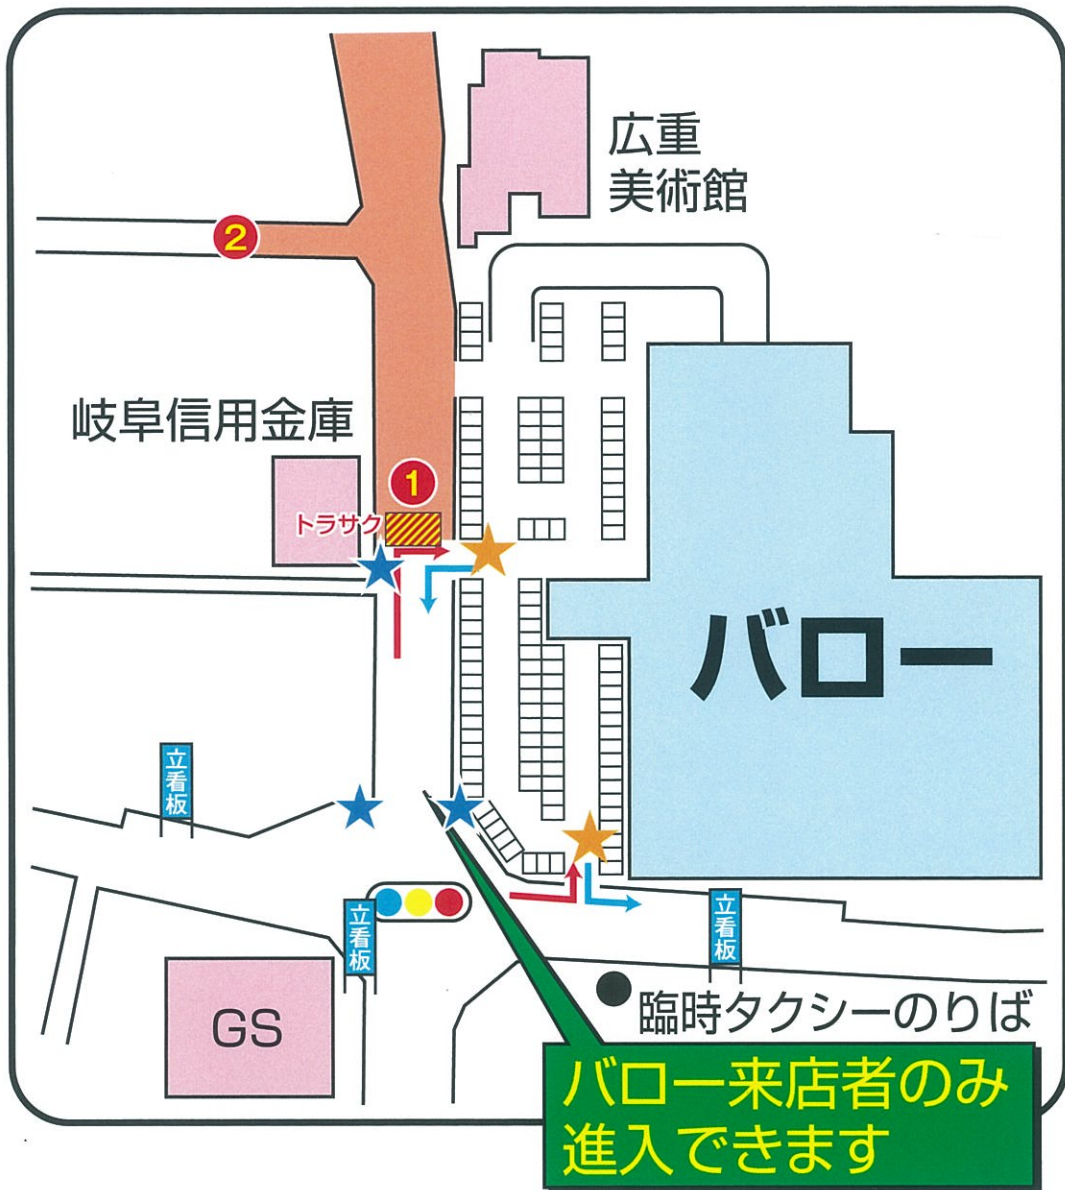 広重
美術館
2
岐阜信用金庫
1
トラサク
バロー
立看板
立看板
立看板
GS
臨時タクシーのりば
バロー来店者のみ
進入できます